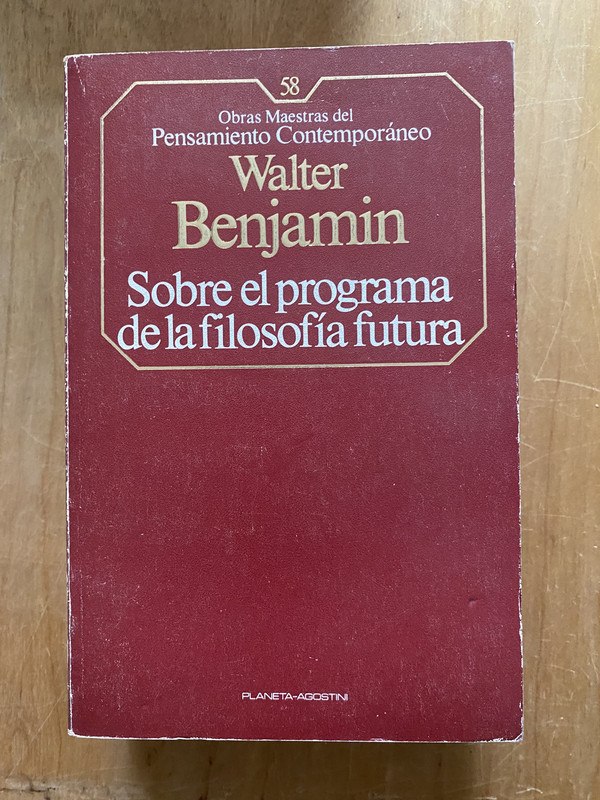 58
Obras Maestras del
Pensamiento Contemporáneo
Walter
Benjamin
Sobre el programa
de la filosofía futura
PLANETA-AGOSTINI